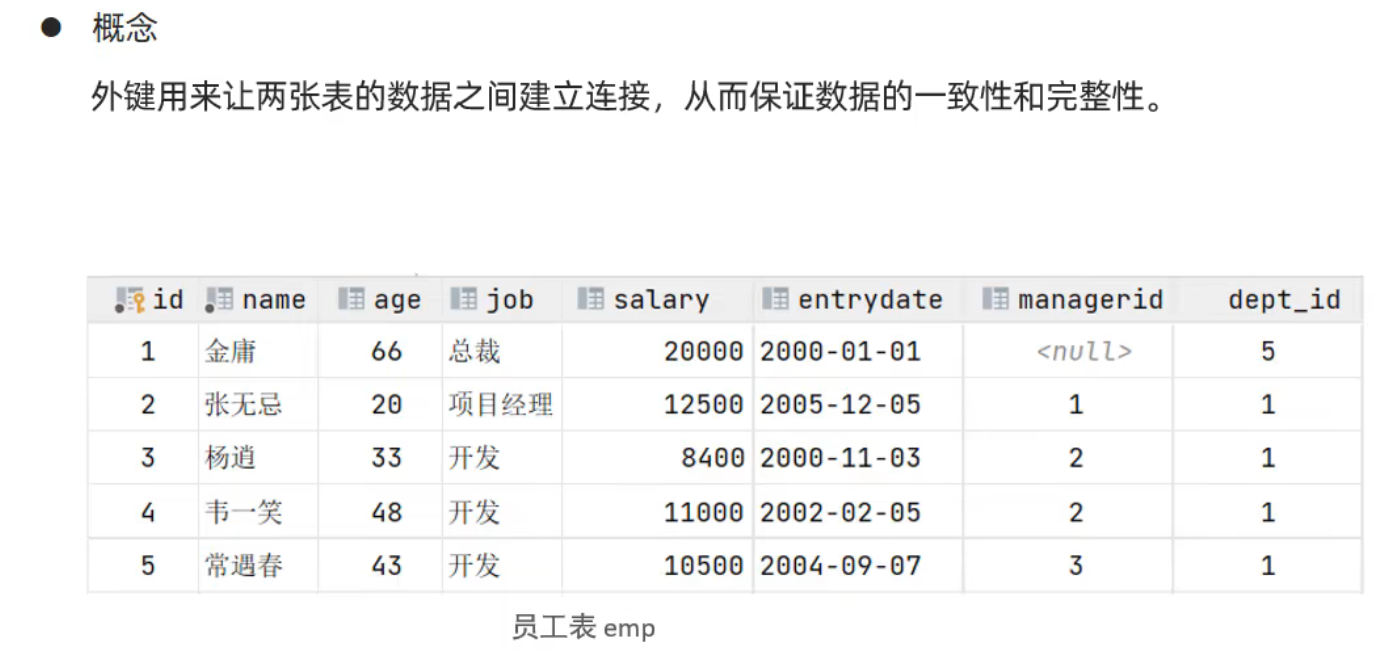 ● 概念
外键用来让两张表的数据之间建立连接，从而保证数据的一致性和完整性。
id name age job salary entrydate managerid dept_id
1 金庸 66 总裁 20000 2000-01-01 <null> 5
2 张无忌 20 项目经理 12500 2005-12-05 1 1
3 杨逍 33 开发 8400 2000-11-03 2 1
4 韦一笑 48 开发 11000 2002-02-05 2 1
5 常遇春 43 开发 10500 2004-09-07 3 1
员工表 emp